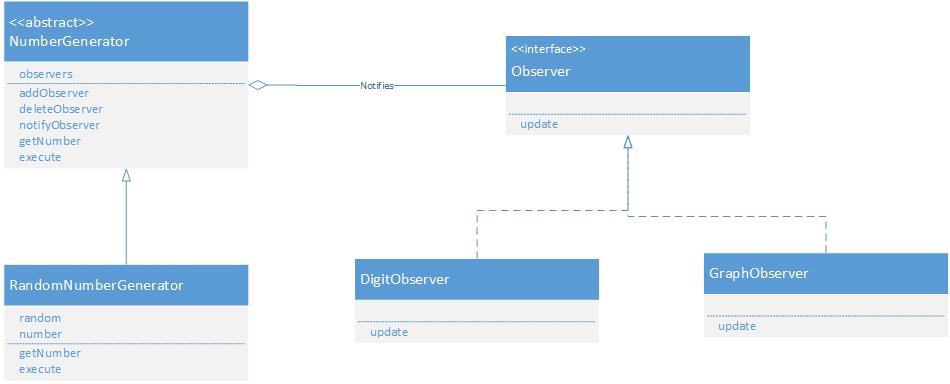 <<abstract>>
NumberGenerator
observers
addObserver
deleteObserver
notifyObserver
getNumber
execute
Notifies
<<interface>>
Observer
update
RandomNumberGenerator
random
number
getNumber
execute
DigitObserver
update
GraphObserver
update